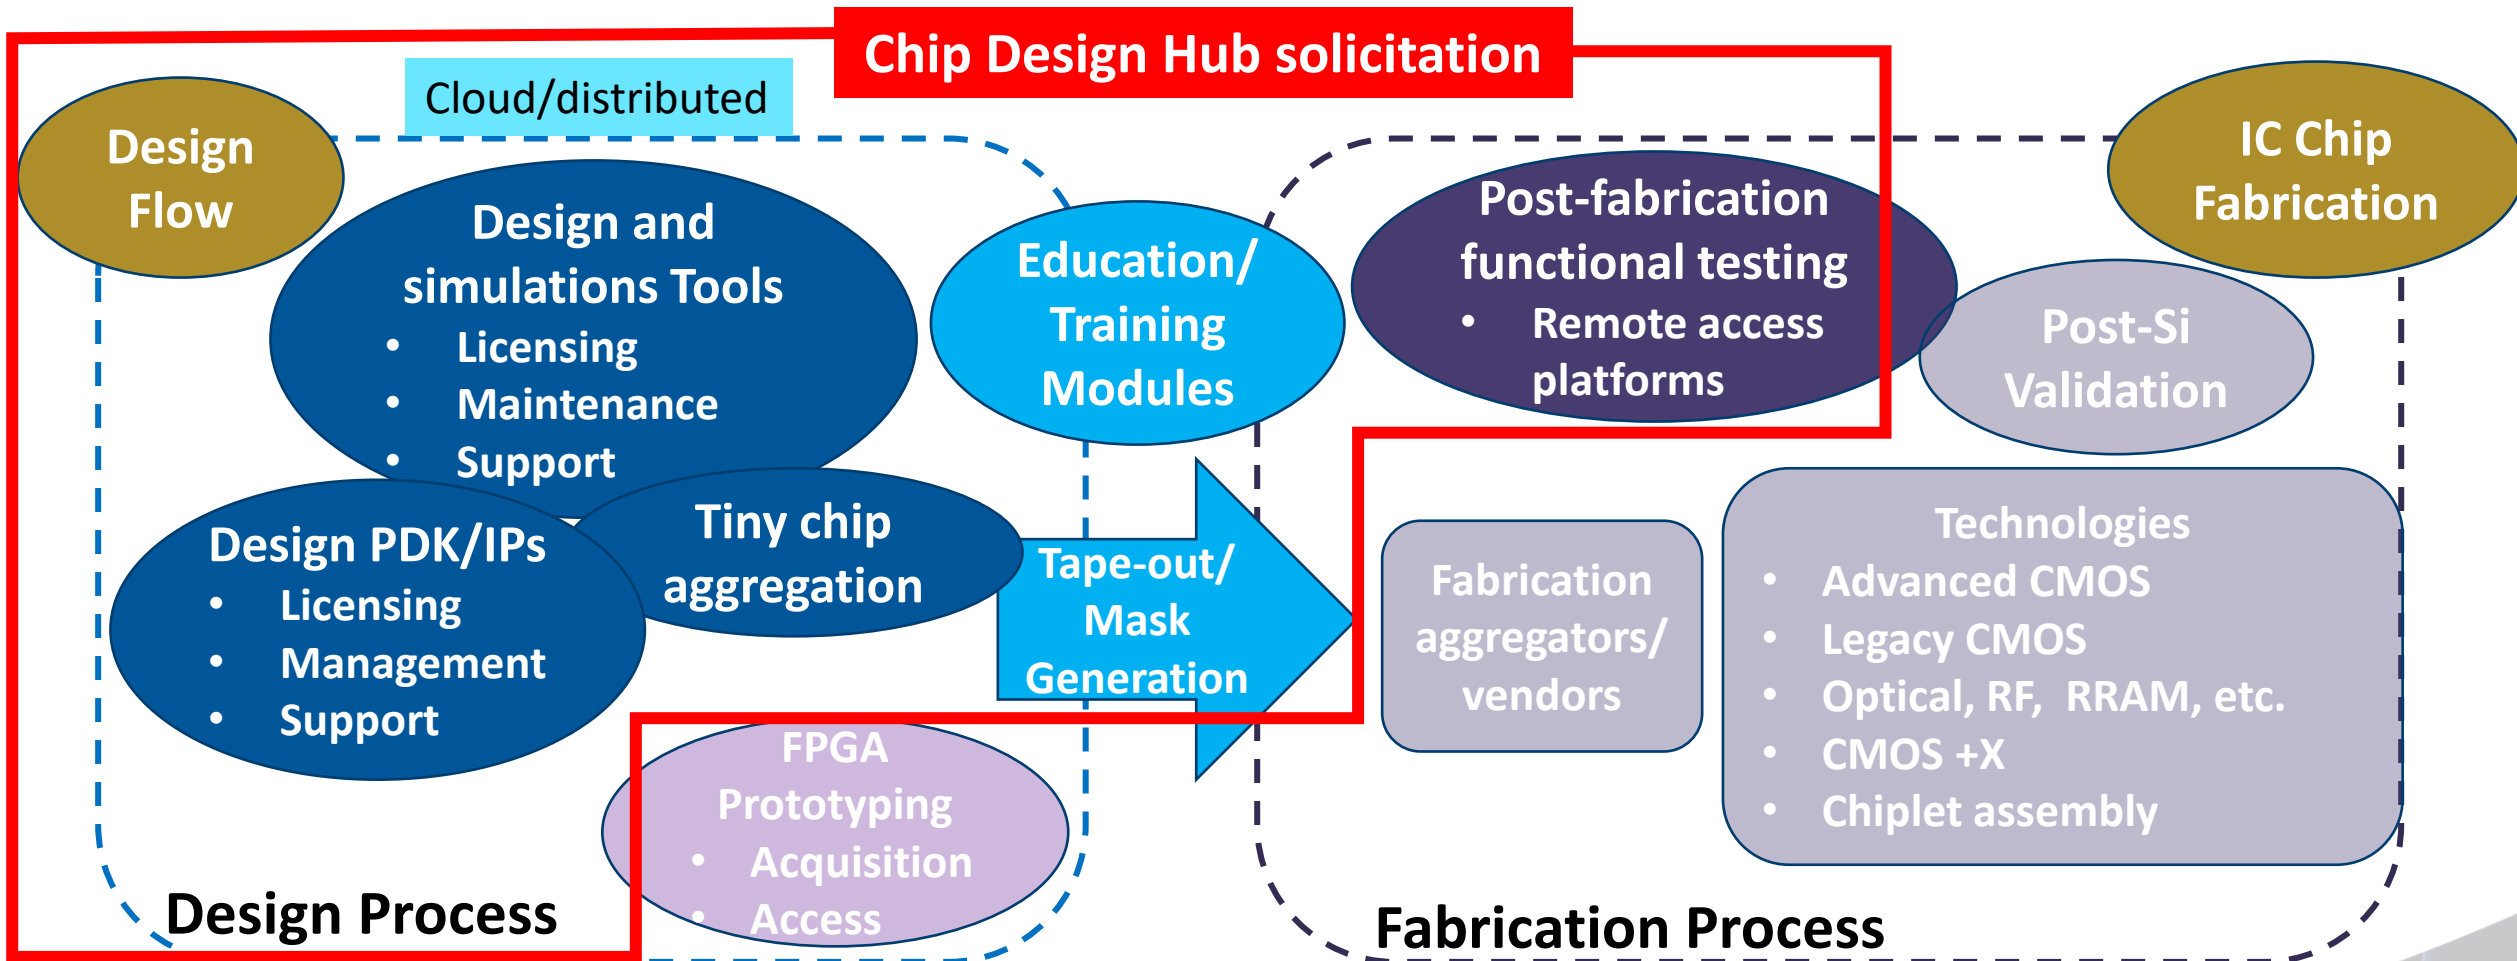 Chip Design Hub solicitation
Cloud/distributed
Design
Flow
Design and
simulations Tools
• Licensing
• Maintenance
• Support
Design PDK/IPs
• Licensing
• Management
• Support
Tiny chip
aggregation
Education/
Training
Modules
Tape-out/
Mask
Generation
FPGA
Prototyping
• Acquisition
• Access
Design Process
Post-fabrication
functional testing
• Remote access
platforms
IC Chip
Fabrication
Post-Si
Validation
Fabrication
aggregators/
vendors
Technologies
• Advanced CMOS
• Legacy CMOS
• Optical, RF, RRAM, etc.
• CMOS +X
• Chiplet assembly
Fabrication Process